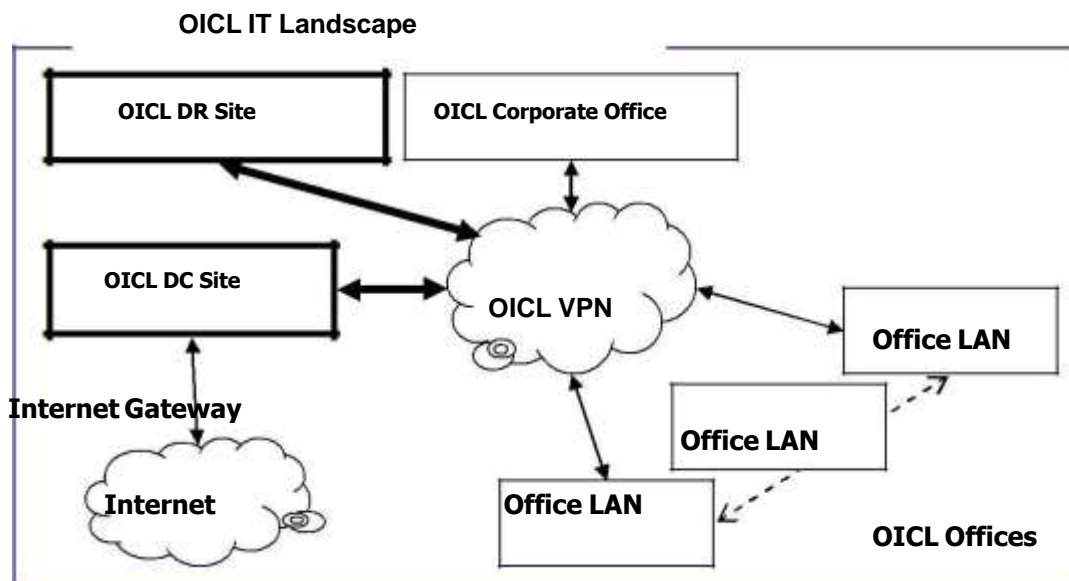 OICL IT Landscape
OICL DR Site
OICL Corporate Office
OICL DC Site
OICL VPN
Office LAN
Internet Gateway
Office LAN
Internet
Office LAN
OICL Offices